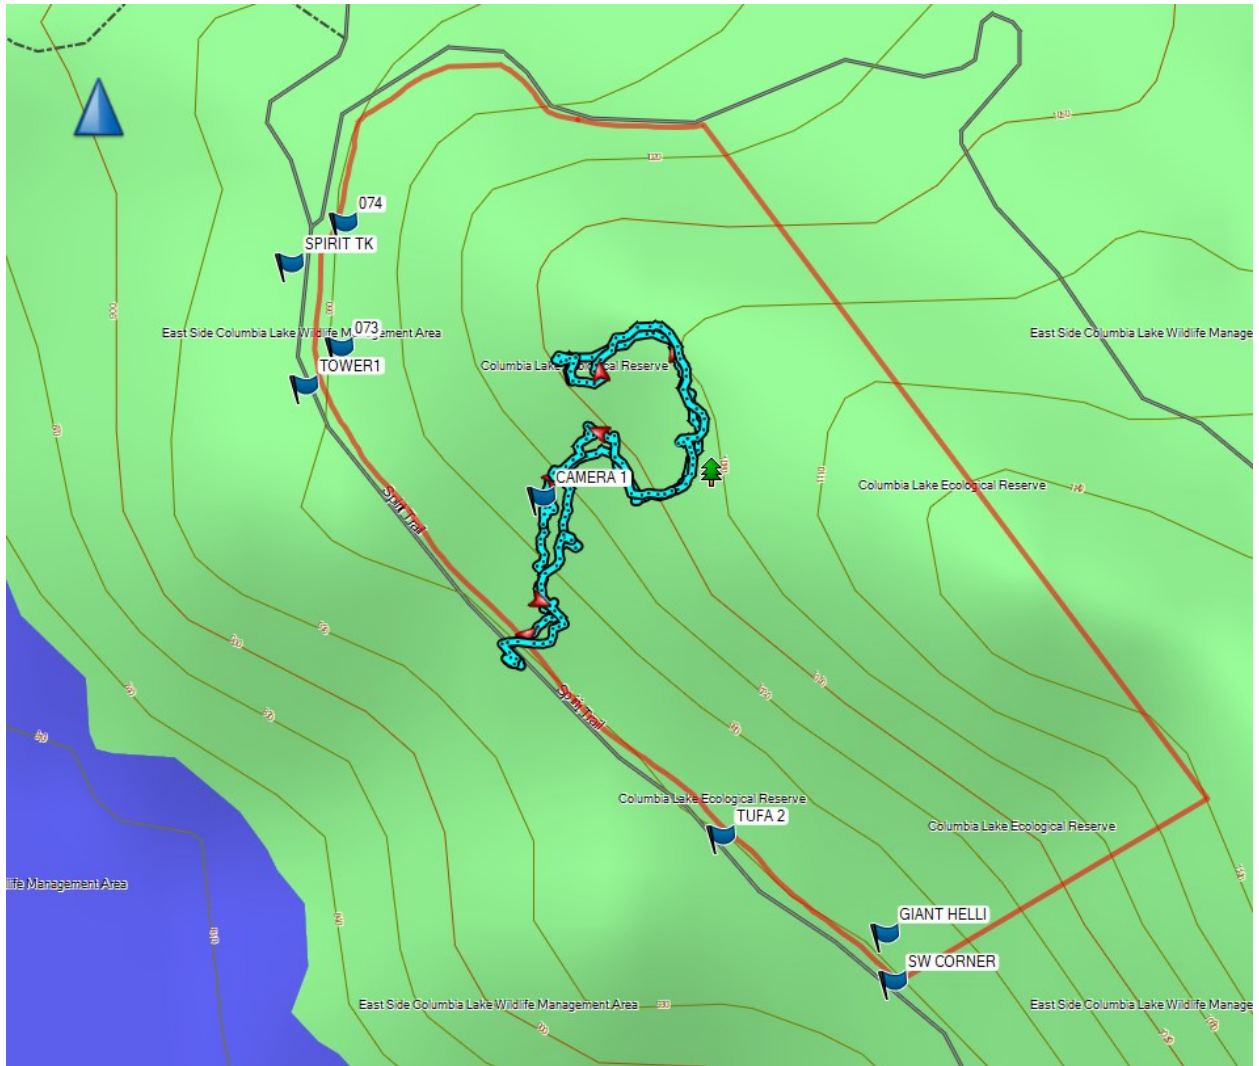 074
SPIRIT TK
East Side Columbia Lake Wildlife Management Area
073
East Side Columbia Lake Wildlife Manage
TOWER1
Columbia Lake Ecological Reserve
CAMERA 1
Columbia Lake Ecological Reserve
Spirit Trail
Spirit Trail
Columbia Lake Ecological Reserve
TUFA 2
Columbia Lake Ecological Reserve
life Management Area
GIANT HELLI
SW CORNER
East Side Columbia Lake Wildlife Management Area
East Side Columbia Lake Wildlife Manage